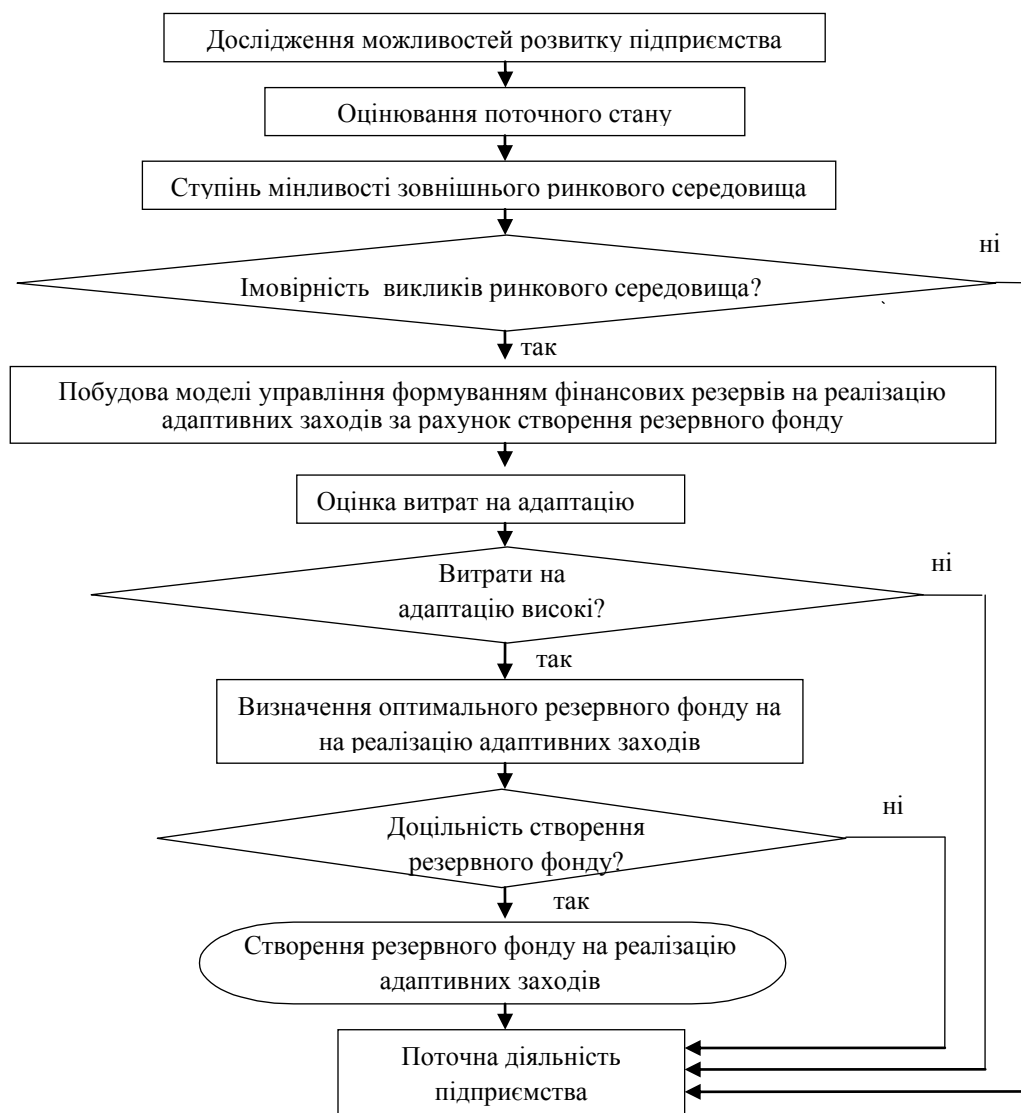 Дослідження можливостей розвитку підприємства
Оцінювання поточного стану
Ступінь мінливості зовнішнього ринкового середовища
ні
Імовірність викликів ринкового середовища?
так
Побудова моделі управління формуванням фінансових резервів на реалізацію
адаптивних заходів за рахунок створення резервного фонду
Оцінка витрат на адаптацію
ні
Витрати на
адаптацію високі?
так
Визначення оптимального резервного фонду на
на реалізацію адаптивних заходів
ні
Доцільність створення
резервного фонду?
так
Створення резервного фонду на реалізацію
адаптивних заходів
Поточна діяльність
підприємства